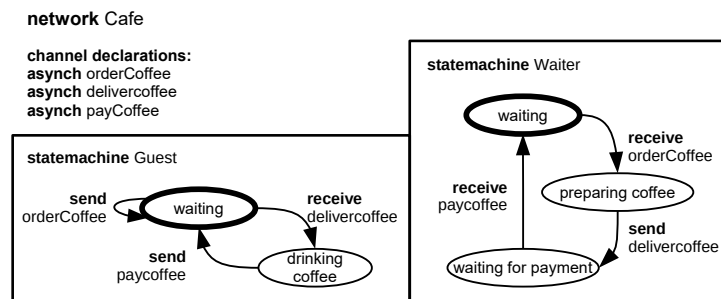 network Cafe
channel declarations:
asynch orderCoffee
asynch delivercoffee
asynch payCoffee
statemachine Guest
send
orderCoffee
waiting
receive
delivercoffee
send
paycoffee
drinking
coffee
statemachine Waiter
waiting
receive
orderCoffee
receive
paycoffee
preparing coffee
send
delivercoffee
waiting for payment